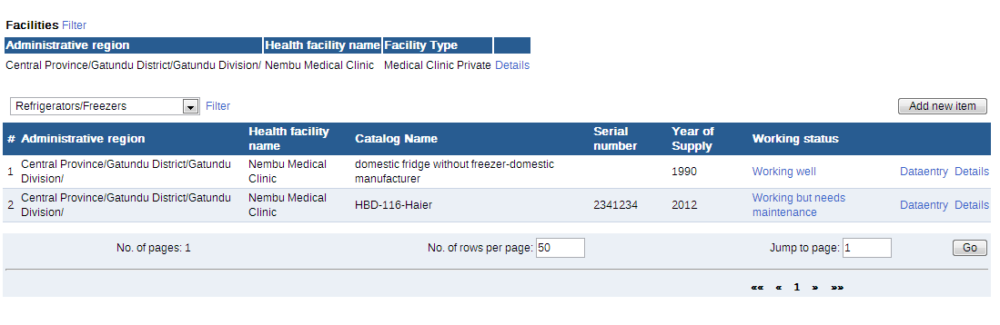 Facilities Filter
Administrative region Health facility name Facility Type
Central Province/Gatundu District/Gatundu Division/ Nembu Medical Clinic Medical Clinic Private Details
Refrigerators/Freezers Filter Add new item
# Administrative region Health facility name Catalog Name Serial number Year of Supply Working status
1 Central Province/Gatundu District/Gatundu Division/ Nembu Medical Clinic domestic fridge without freezer-domestic manufacturer 1990 Working well Dataentry Details
2 Central Province/Gatundu District/Gatundu Division/ Nembu Medical Clinic HBD-116-Haier 2341234 2012 Working but needs maintenance Dataentry Details
No. of pages: 1 No. of rows per page: 50 Jump to page: 1 Go
«« « 1 » »»